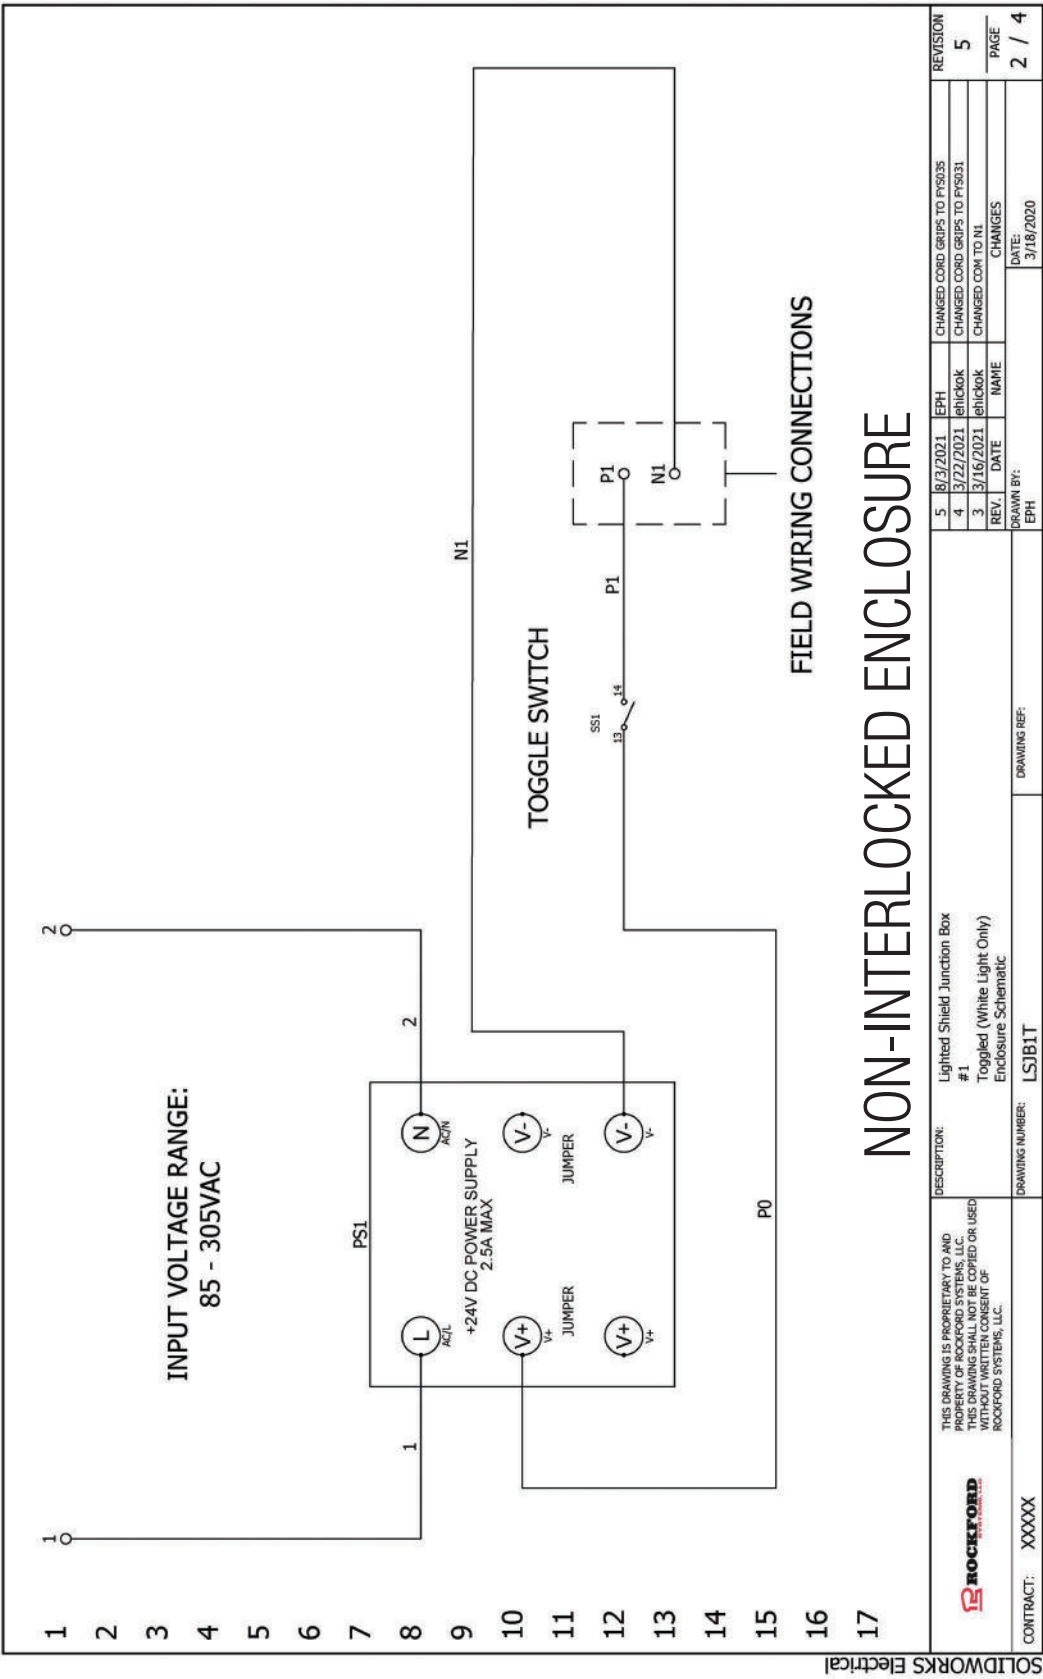 1
2
3
4
5
6
7
8
9
10
11
12
13
14
15
16
17
1
2
INPUT VOLTAGE RANGE:
85 - 305VAC
1
2
PS1
L
AC/L
N
AC/N
+24V DC POWER SUPPLY
2.5A MAX
V+
V+
V-
V-
JUMPER
JUMPER
V+
V+
V-
V-
P0
N1
TOGGLE SWITCH
SS1
13
14
P1
P1
N1
FIELD WIRING CONNECTIONS
NON-INTERLOCKED ENCLOSURE
ROCKFORD
SYSTEMS, LLC
CONTRACT: XXXXX
THIS DRAWING IS PROPRIETARY TO AND
PROPERTY OF ROCKFORD SYSTEMS, LLC.
THIS DRAWING SHALL NOT BE COPIED OR USED
WITHOUT WRITTEN CONSENT OF
ROCKFORD SYSTEMS, LLC.
DESCRIPTION:
Lighted Shield Junction Box
#1
Toggled (White Light Only)
Enclosure Schematic
DRAWING NUMBER: LSJB1T
DRAWING REF:
5 8/3/2021 EPH CHANGED CORD GRIPS TO FYS035
4 3/22/2021 ehickok CHANGED CORD GRIPS TO FYS031
3 3/16/2021 ehickok CHANGED COM TO N1
REV. DATE NAME CHANGES
DRAWN BY:
EPH
DATE:
3/18/2020
REVISION
5
PAGE
2 / 4
SOLIDWORKS Electrical